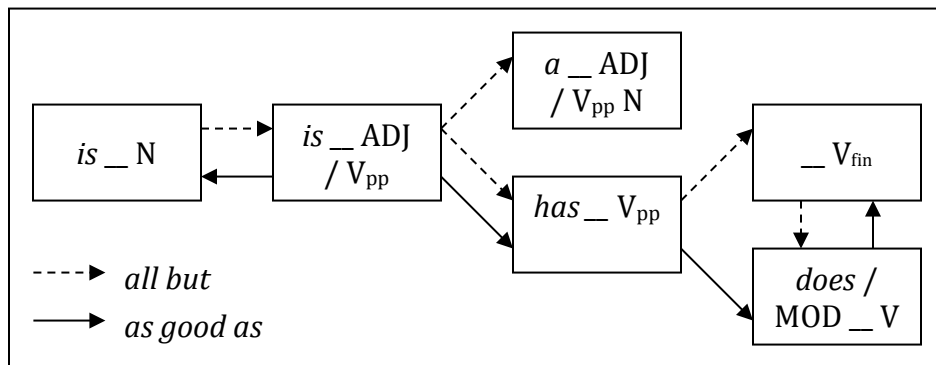 a __ ADJ
/ Vpp N
is __ N
is __ ADJ
/ Vpp
has __ Vpp
__ Vfin
does /
MOD __ V
all but
as good as